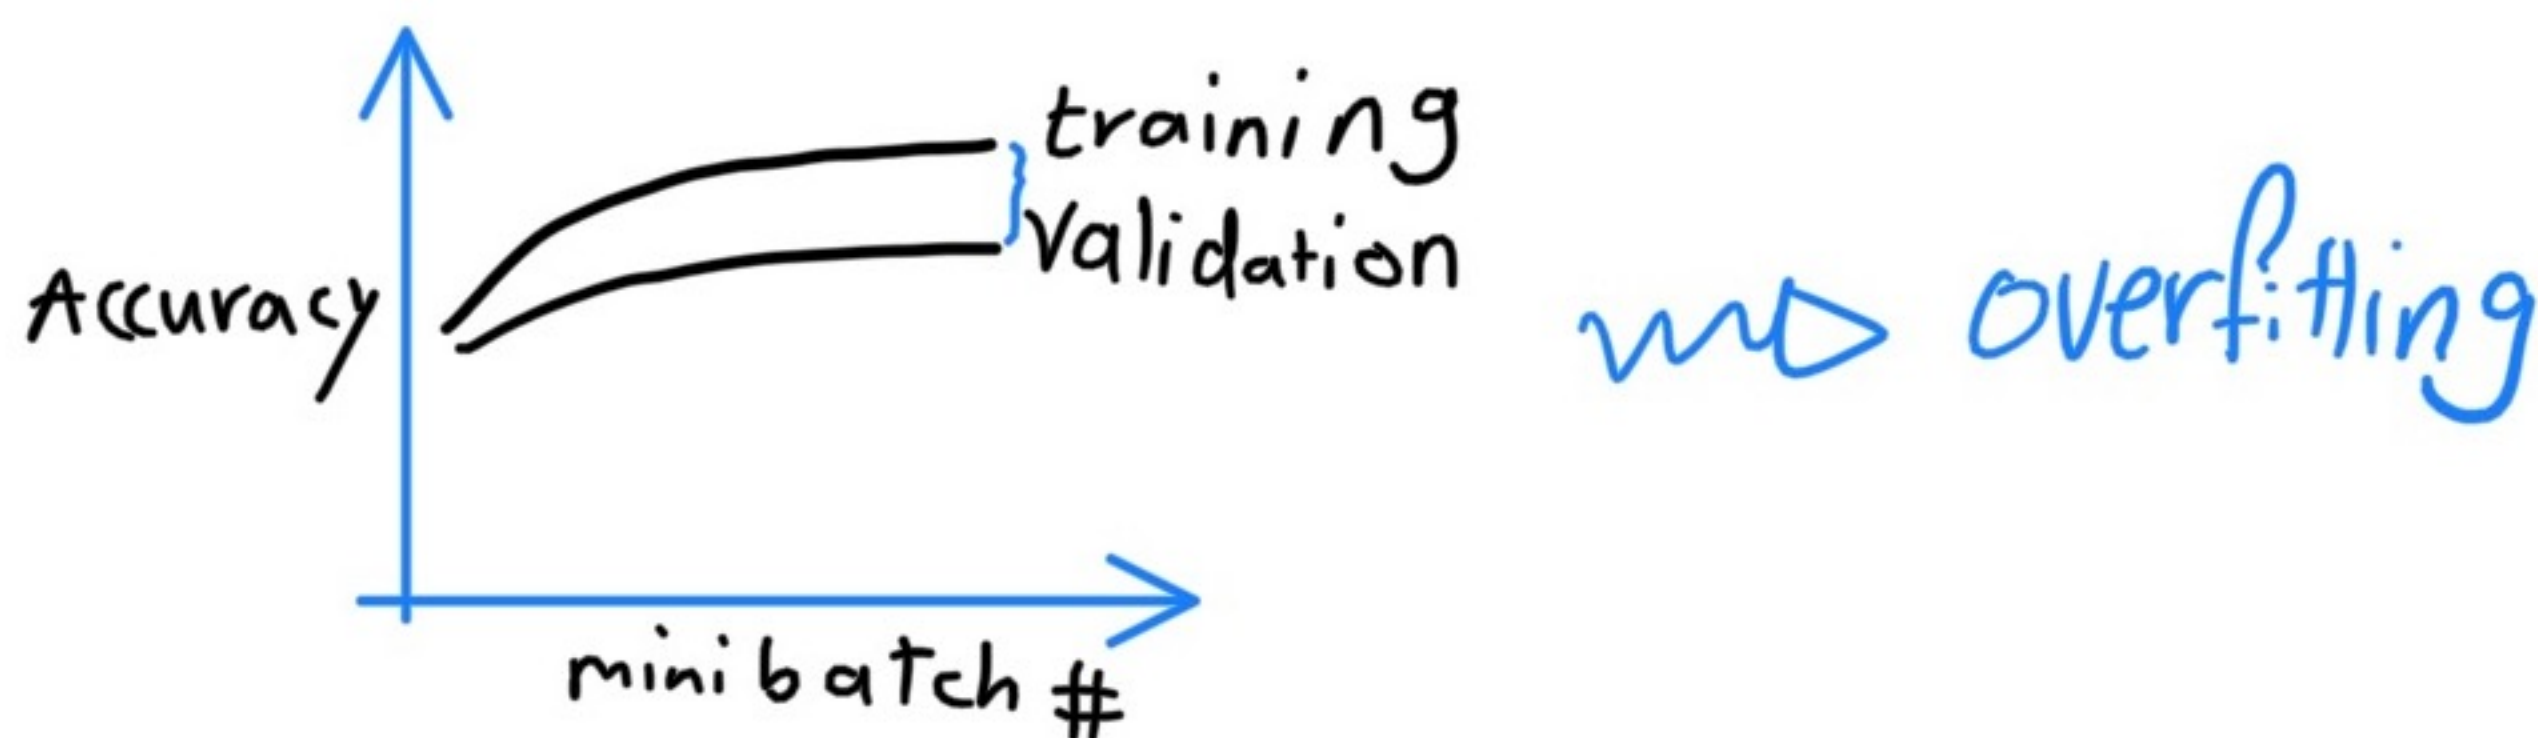 training
Validation
Accuracy
overfitting
minibatch #